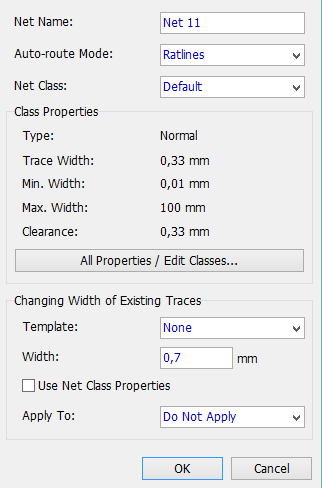 Net Name: Net 11
Auto-route Mode: Ratlines
Net Class: Default
Class Properties
Type: Normal
Trace Width: 0,33 mm
Min. Width: 0,01 mm
Max. Width: 100 mm
Clearance: 0,33 mm
All Properties / Edit Classes...
Changing Width of Existing Traces
Template: None
Width: 0,7 mm
Use Net Class Properties
Apply To: Do Not Apply
OK Cancel